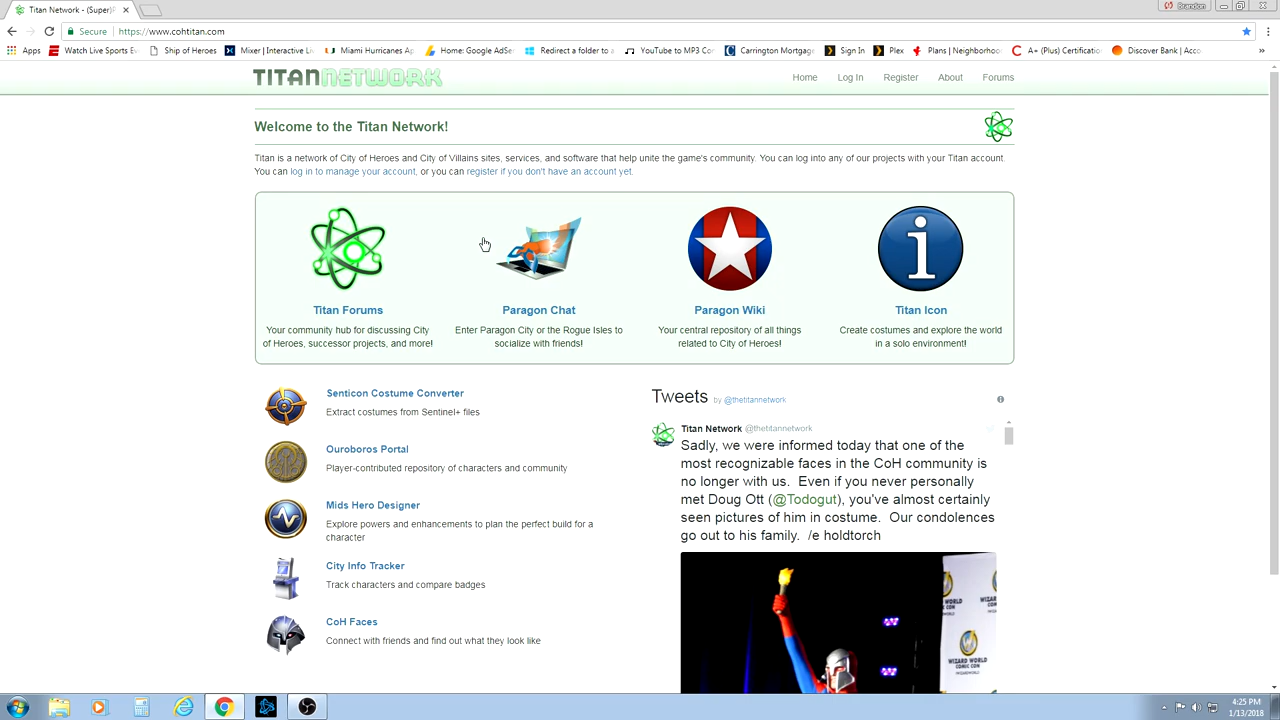 Titan Network - (Super)
Brandon
Secure
https://www.cohtitan.com
Apps
Watch Live Sports Ev
Ship of Heroes
Mixer | Interactive Li
Miami Hurricanes Ap
Home: Google AdSen
Redirect a folder to a
YouTube to MP3 Con
Carrington Mortgage
Sign In
Plex
Plans | Neighborhoo
A+ (Plus) Certification
Discover Bank | Acco
»
TITANNETWORK
Home
Log In
Register
About
Forums
Welcome to the Titan Network!
Titan is a network of City of Heroes and City of Villains sites, services, and software that help unite the game's community. You can log into any of our projects with your Titan account.
You can log in to manage your account, or you can register if you don't have an account yet.
Titan Forums
Your community hub for discussing City
of Heroes, successor projects, and more!
Paragon Chat
Enter Paragon City or the Rogue Isles to
socialize with friends!
Paragon Wiki
Your central repository of all things
related to City of Heroes!
Titan Icon
Create costumes and explore the world
in a solo environment!
Senticon Costume Converter
Extract costumes from Sentinel+ files
Ouroboros Portal
Player-contributed repository of characters and community
Mids Hero Designer
Explore powers and enhancements to plan the perfect build for a
character
City Info Tracker
Track characters and compare badges
CoH Faces
Connect with friends and find out what they look like
Tweets by @thetitannetwork
Titan Network @thetitannetwork
Sadly, we were informed today that one of the
most recognizable faces in the CoH community is
no longer with us. Even if you never personally
met Doug Ott (@Todogut), you've almost certainly
seen pictures of him in costume. Our condolences
go out to his family. /e holdtorch
WIZARD WORLD
COMIC CON
4:25 PM
1/13/2018